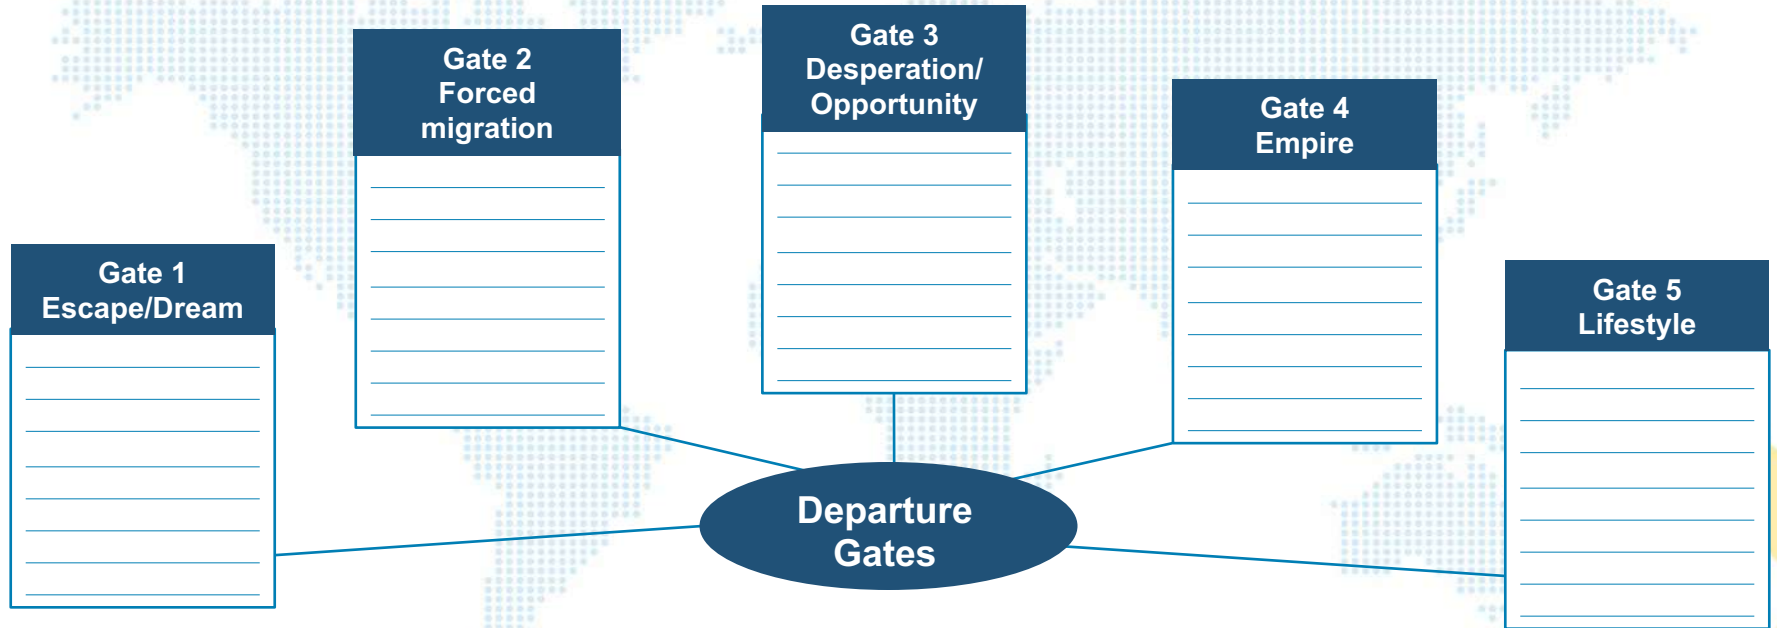 Gate 1
Escape/Dream
Gate 2
Forced
migration
Gate 3
Desperation/
Opportunity
Gate 4
Empire
Gate 5
Lifestyle
Departure
Gates